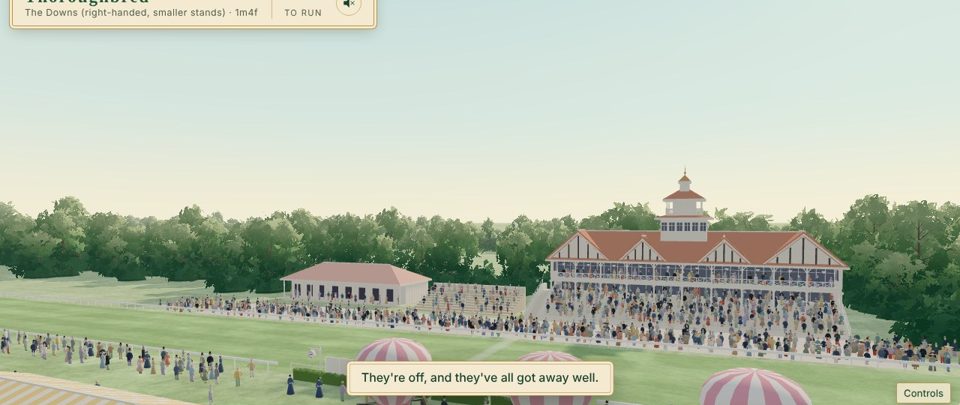 Thoroughbred
The Downs (right-handed, smaller stands) · 1m4f
TO RUN
They're off, and they've all got away well.
Controls